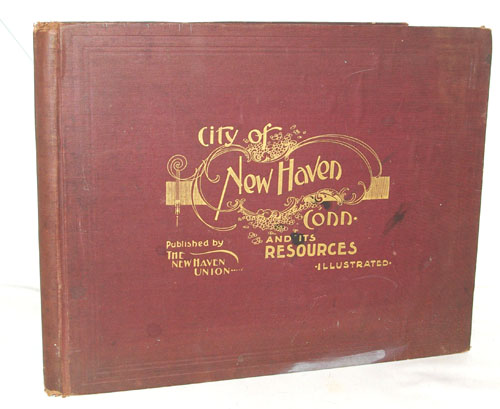 City of
New Haven
Conn.
AND ITS
RESOURCES
·ILLUSTRATED·
Published by
THE
NEW HAVEN
UNION